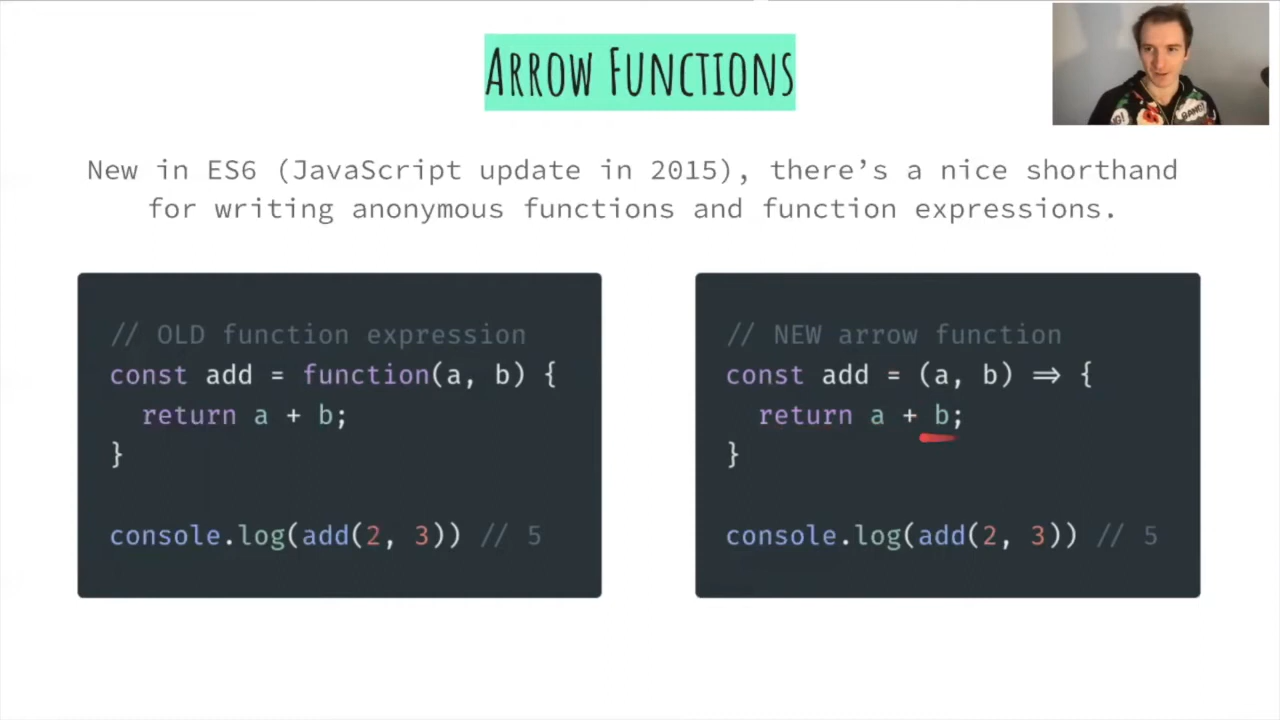 ARROW FUNCTIONS
New in ES6 (JavaScript update in 2015), there’s a nice shorthand
for writing anonymous functions and function expressions.
// OLD function expression
const add = function(a, b) {
  return a + b;
}
console.log(add(2, 3)) // 5
// NEW arrow function
const add = (a, b) => {
  return a + b;
}
console.log(add(2, 3)) // 5
BANG!